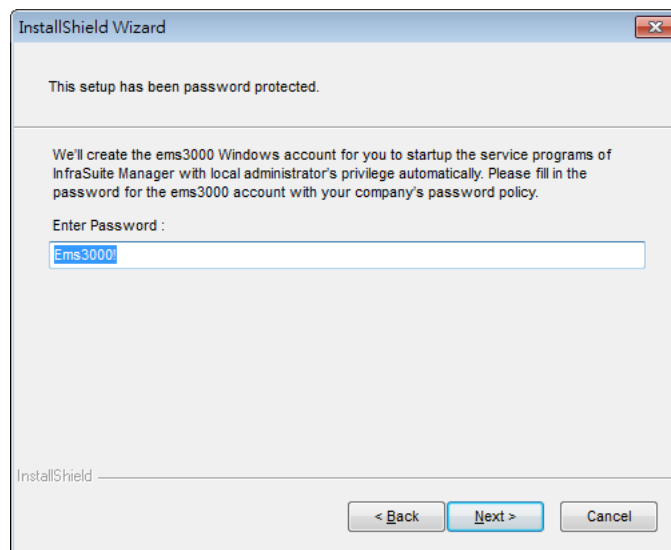 InstallShield Wizard
This setup has been password protected.
We'll create the ems3000 Windows account for you to startup the service programs of
InfraSuite Manager with local administrator's privilege automatically. Please fill in the
password for the ems3000 account with your company's password policy.
Enter Password :
Ems3000!
InstallShield
< Back
Next >
Cancel